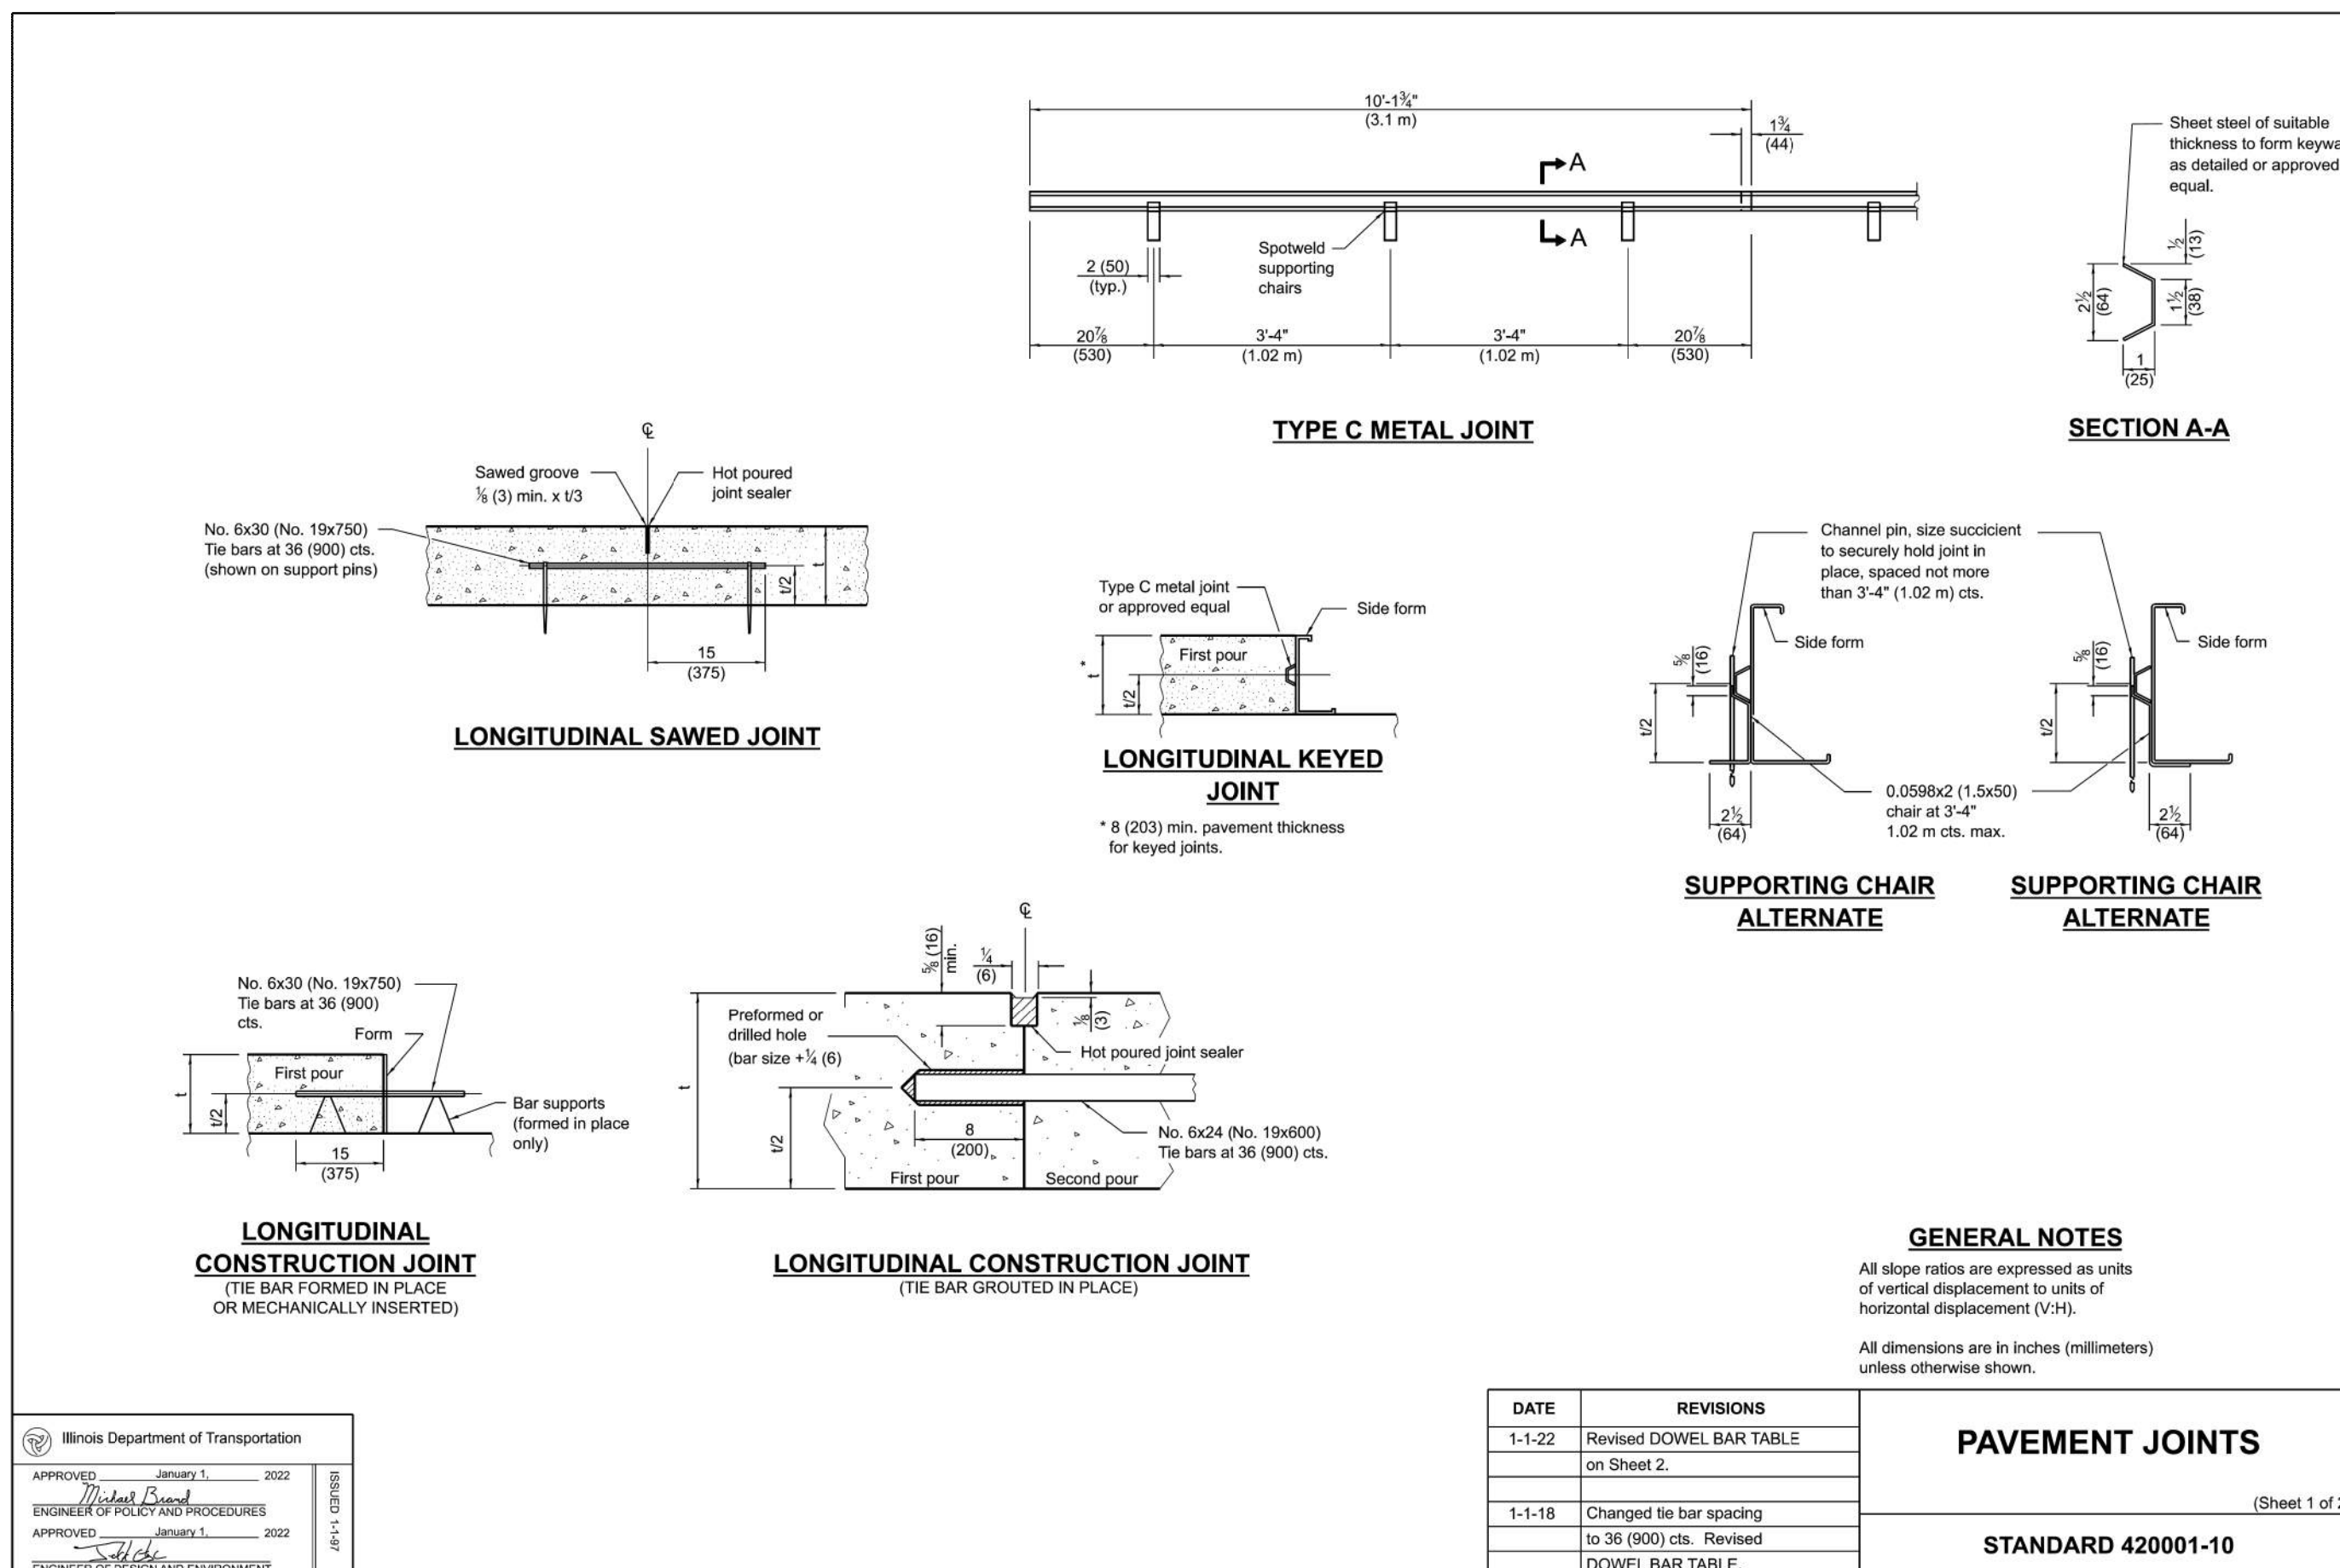 10'-1¾"
(3.1 m)
1¾
(44)
A
A
Spotweld
supporting
chairs
2 (50)
(typ.)
20⅞
(530)
3'-4"
(1.02 m)
3'-4"
(1.02 m)
20⅞
(530)
TYPE C METAL JOINT
Sheet steel of suitable
thickness to form
as detailed or approved
equal.
½
(13)
2½
(64)
1½
(38)
1
(25)
SECTION A-A
℄
Sawed groove
⅛ (3) min. x t/3
Hot poured
joint sealer
No. 6x30 (No. 19x750)
Tie bars at 36 (900) cts.
(shown on support pins)
t
t/2
15
(375)
LONGITUDINAL SAWED JOINT
Type C metal joint
or approved equal
Side form
First pour
*
t
t/2
LONGITUDINAL KEYED
JOINT
* 8 (203) min. pavement thickness
for keyed joints.
Channel pin, size succicient
to securely hold joint in
place, spaced not more
than 3'-4" (1.02 m) cts.
Side form
Side form
⅝
(16)
⅝
(16)
t/2
t/2
2½
(64)
0.0598x2 (1.5x50)
chair at 3'-4"
1.02 m cts. max.
2½
(64)
SUPPORTING CHAIR
ALTERNATE
SUPPORTING CHAIR
ALTERNATE
No. 6x30 (No. 19x750)
Tie bars at 36 (900)
cts.
Form
First pour
t
t/2
Bar supports
(formed in place
only)
15
(375)
LONGITUDINAL
CONSTRUCTION JOINT
(TIE BAR FORMED IN PLACE
OR MECHANICALLY INSERTED)
℄
⅝ (16)
min.
¼
(6)
⅛
(3)
Preformed or
drilled hole
(bar size +¼ (6)
Hot poured joint sealer
t
t/2
8
(200)
No. 6x24 (No. 19x600)
Tie bars at 36 (900) cts.
First pour
Second pour
LONGITUDINAL CONSTRUCTION JOINT
(TIE BAR GROUTED IN PLACE)
GENERAL NOTES
All slope ratios are expressed as units
of vertical displacement to units of
horizontal displacement (V:H).
All dimensions are in inches (millimeters)
unless otherwise shown.
Illinois Department of Transportation
APPROVED January 1, 2022
Michael Brand
ENGINEER OF POLICY AND PROCEDURES
APPROVED January 1, 2022
ENGINEER OF DESIGN AND ENVIRONMENT
ISSUED 1-1-97
DATE REVISIONS
1-1-22 Revised DOWEL BAR TABLE
on Sheet 2.
1-1-18 Changed tie bar spacing
to 36 (900) cts. Revised
DOWEL BAR TABLE.
PAVEMENT JOINTS
(Sheet 1 of
STANDARD 420001-10